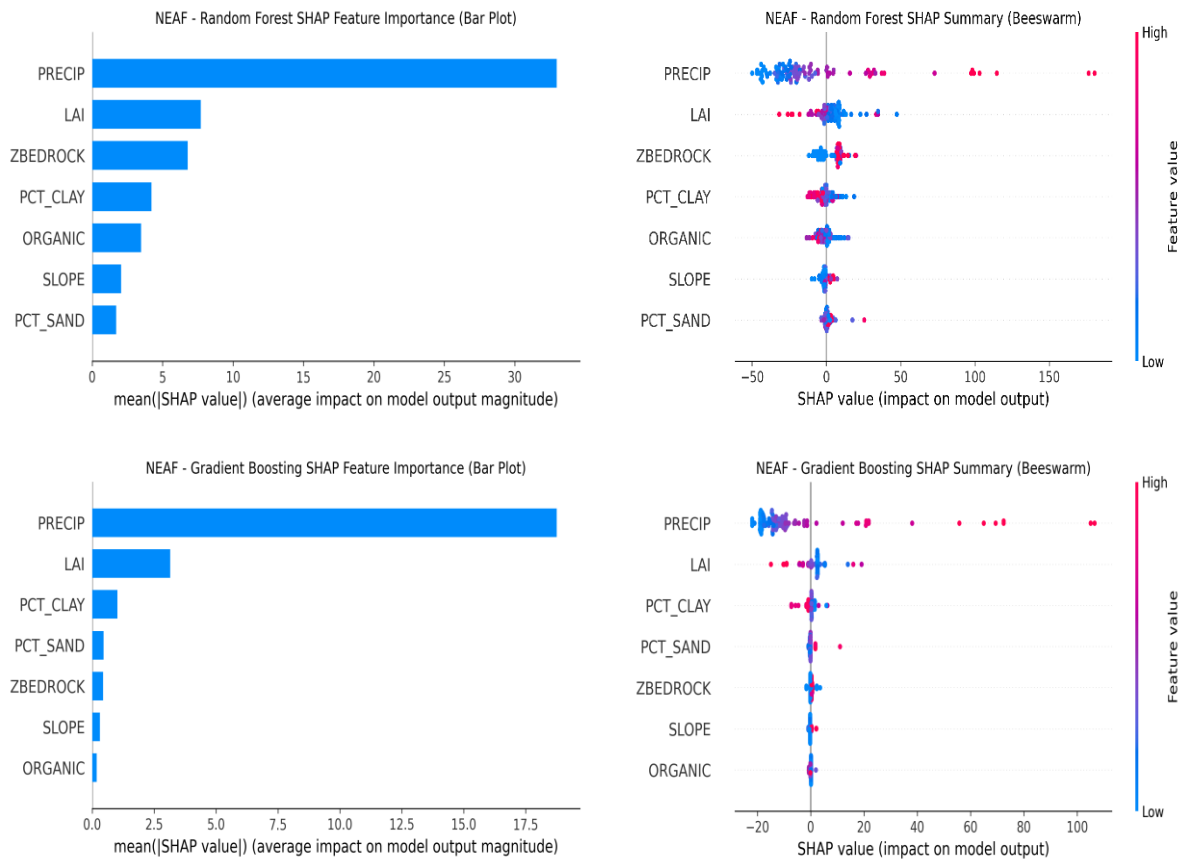 NEAF - Random Forest SHAP Feature Importance (Bar Plot)
PRECIP
LAI
ZBEDROCK
PCT_CLAY
ORGANIC
SLOPE
PCT_SAND
0 5 10 15 20 25 30
mean(|SHAP value|) (average impact on model output magnitude)
NEAF - Random Forest SHAP Summary (Beeswarm)
PRECIP
LAI
ZBEDROCK
PCT_CLAY
ORGANIC
SLOPE
PCT_SAND
−50 0 50 100 150
SHAP value (impact on model output)
High
Feature value
Low
NEAF - Gradient Boosting SHAP Feature Importance (Bar Plot)
PRECIP
LAI
PCT_CLAY
PCT_SAND
ZBEDROCK
SLOPE
ORGANIC
0.0 2.5 5.0 7.5 10.0 12.5 15.0 17.5
mean(|SHAP value|) (average impact on model output magnitude)
NEAF - Gradient Boosting SHAP Summary (Beeswarm)
PRECIP
LAI
PCT_CLAY
PCT_SAND
ZBEDROCK
SLOPE
ORGANIC
−20 0 20 40 60 80 100
SHAP value (impact on model output)
High
Feature value
Low